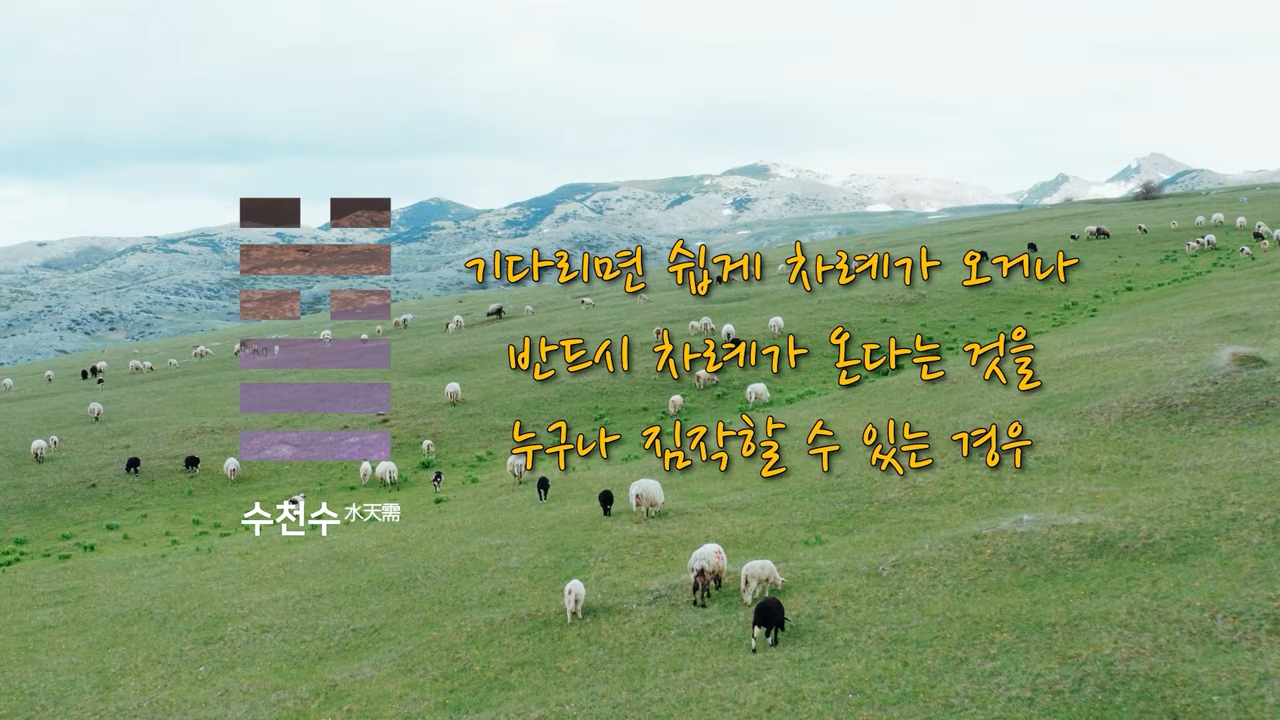 기다리면 쉽게 차례가 오거나
반드시 차례가 온다는 것을
누구나 짐작할 수 있는 경우
수천수 水天需